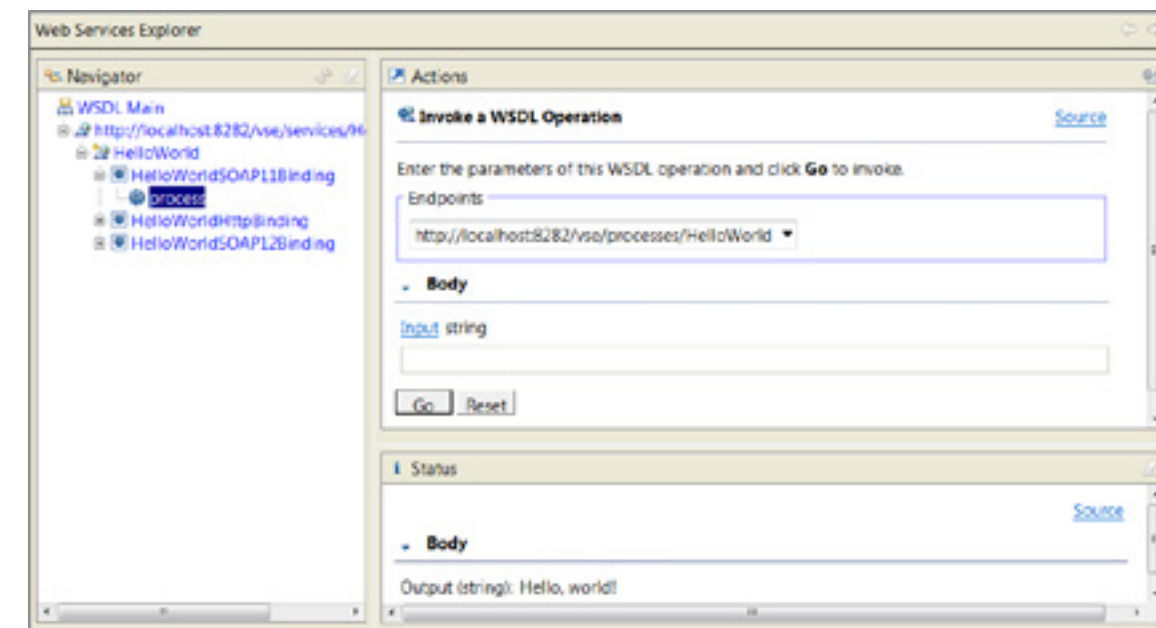 Web Services Explorer
Navigator
WSDL Main
http://localhost:8282/vse/services/H
HelloWorld
HelloWorldSOAP11Binding
process
HelloWorldHttpBinding
HelloWorldSOAP12Binding
Actions
Invoke a WSDL Operation
Source
Enter the parameters of this WSDL operation and click Go to invoke.
Endpoints
http://localhost:8282/vse/processes/HelloWorld
Body
Input string
Go Reset
Status
Source
Body
Output (string): Hello, world!